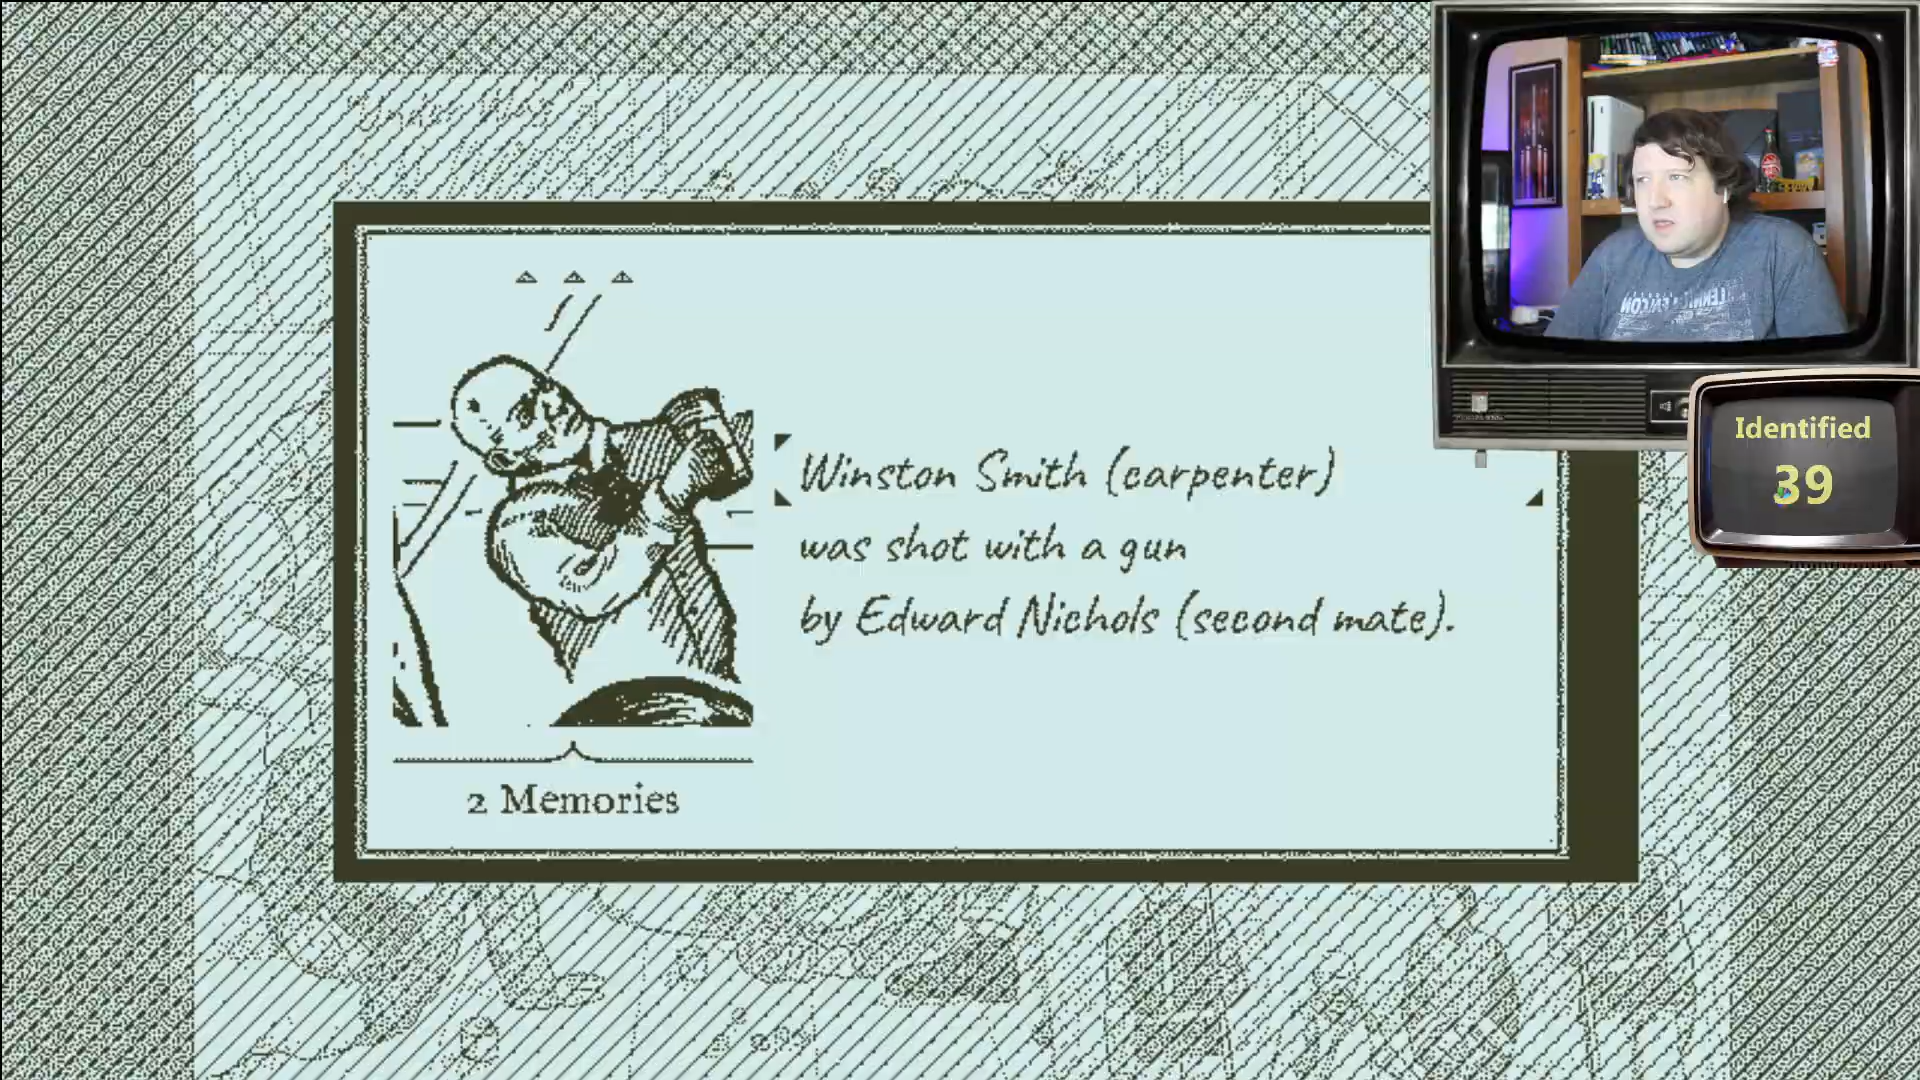 Winston Smith (carpenter)
was shot with a gun
by Edward Nichols (second mate).
2 Memories
Identified
39